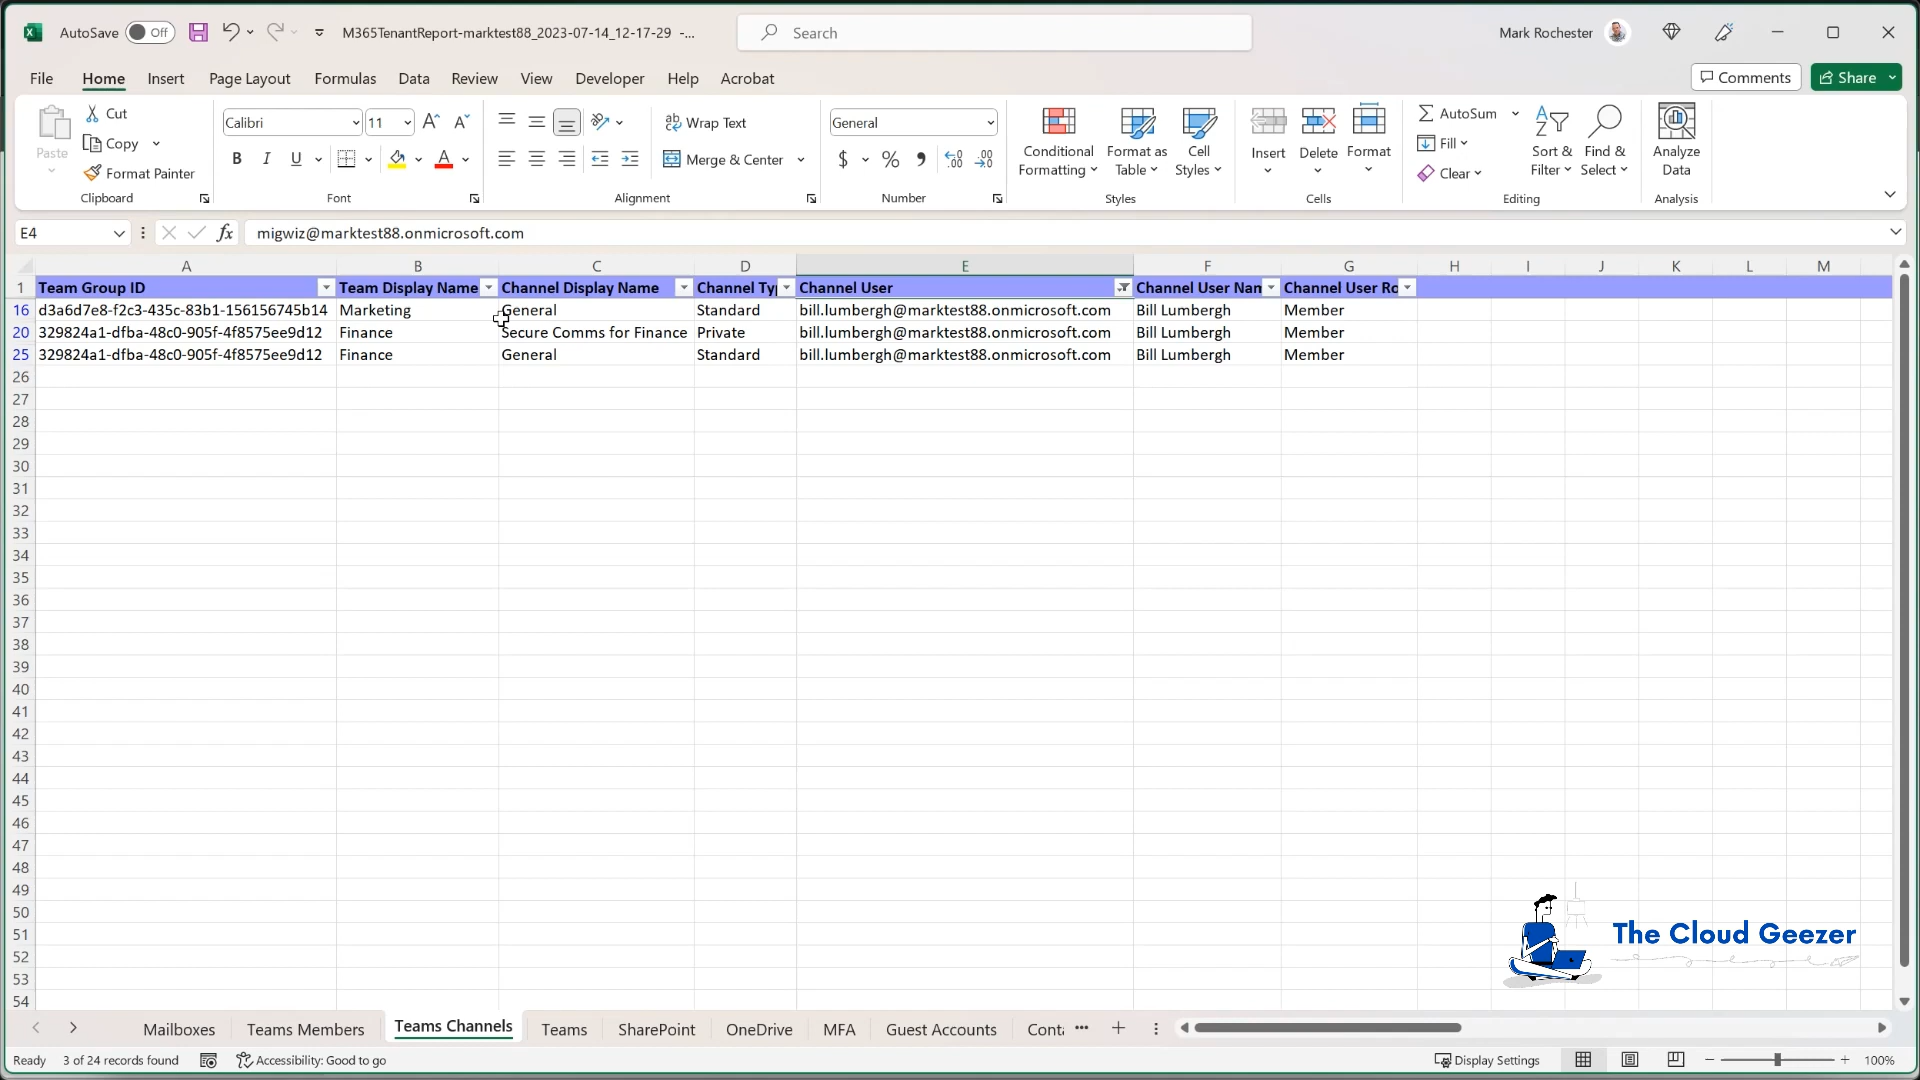 AutoSave Off M365TenantReport-marktest88_2023-07-14_12-17-29 -... Search Mark Rochester
File Home Insert Page Layout Formulas Data Review View Developer Help Acrobat Comments Share
Paste Cut Copy Format Painter Clipboard
Calibri 11 B I U A Font
Wrap Text Merge & Center Alignment
General $ % Number
Conditional Formatting Format as Table Cell Styles Styles
Insert Delete Format Cells
AutoSum Fill Clear Sort & Filter Find & Select Editing
Analyze Data Analysis
E4 fx migwiz@marktest88.onmicrosoft.com
A B C D E F G H I J K L M
1 Team Group ID Team Display Name Channel Display Name Channel Ty Channel User Channel User Nan Channel User Ro
16 d3a6d7e8-f2c3-435c-83b1-156156745b14 Marketing General Standard bill.lumbergh@marktest88.onmicrosoft.com Bill Lumbergh Member
20 329824a1-dfba-48c0-905f-4f8575ee9d12 Finance Secure Comms for Finance Private bill.lumbergh@marktest88.onmicrosoft.com Bill Lumbergh Member
25 329824a1-dfba-48c0-905f-4f8575ee9d12 Finance General Standard bill.lumbergh@marktest88.onmicrosoft.com Bill Lumbergh Member
26
27
28
29
30
31
32
33
34
35
36
37
38
39
40
41
42
43
44
45
46
47
48
49
50
51
52
53
54
The Cloud Geezer
Mailboxes Teams Members Teams Channels Teams SharePoint OneDrive MFA Guest Accounts Conta ...
Ready 3 of 24 records found Accessibility: Good to go Display Settings 100%